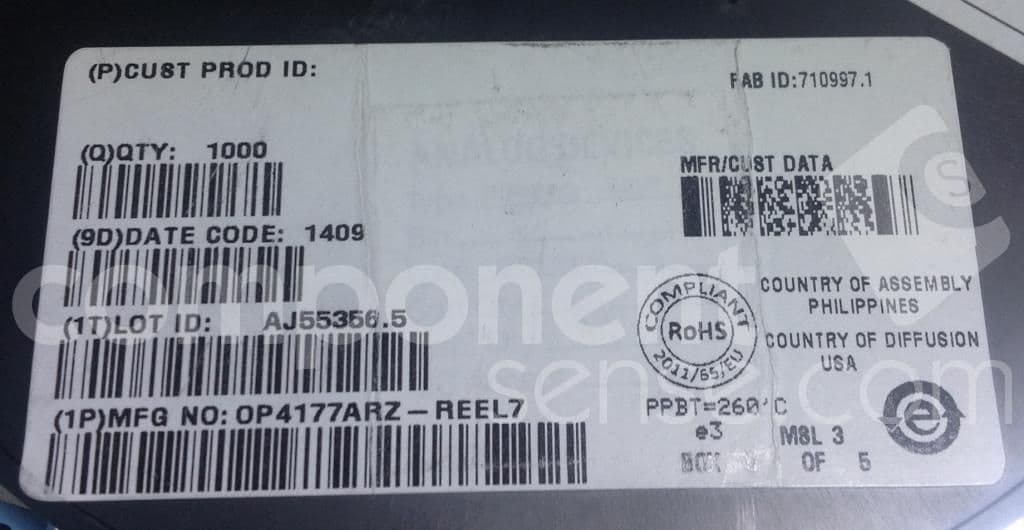 (P)CUST PROD ID:
FAB ID:710997.1
(Q)QTY: 1000
MFR/CUST DATA
(9D)DATE CODE: 1409
(1T)LOT ID: AJ55356.5
COMPLIANT
RoHS
2011/65/EU
COUNTRY OF ASSEMBLY
PHILIPPINES
COUNTRY OF DIFFUSION
USA
(1P)MFG NO: OP4177ARZ-REEL7
PPBT=260'C
e3
MSL 3
BOX OF 5
e
component
sense.com
CS